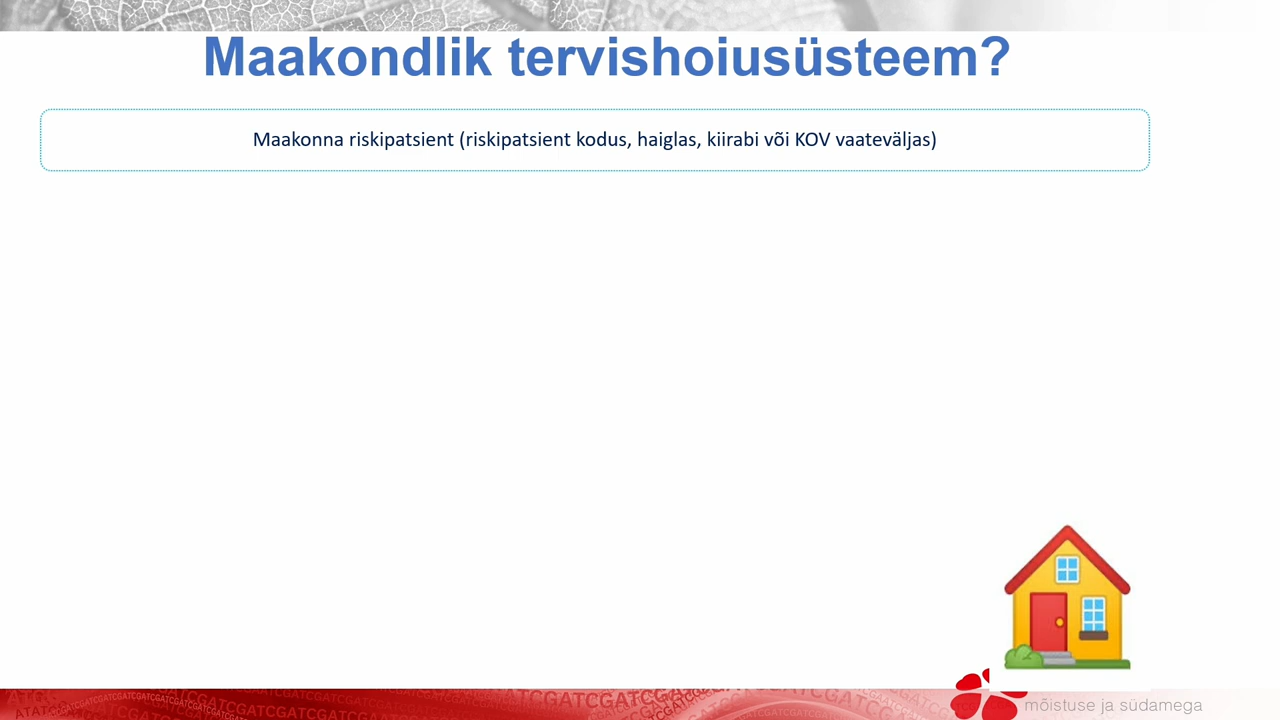 Maakondlik tervishoiusüsteem?
Maakonna riskipatsient (riskipatsient kodus, haiglas, kiirabi või KOV vaateväljas)
mõistuse ja südamega